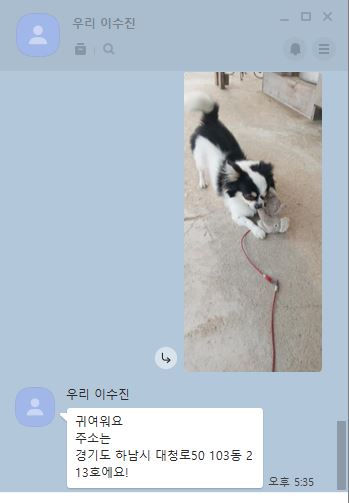 우리 이수진
우리 이수진
귀여워요
주소는
경기도 하남시 대청로50 103동 2
13호에요!
오후 5:35